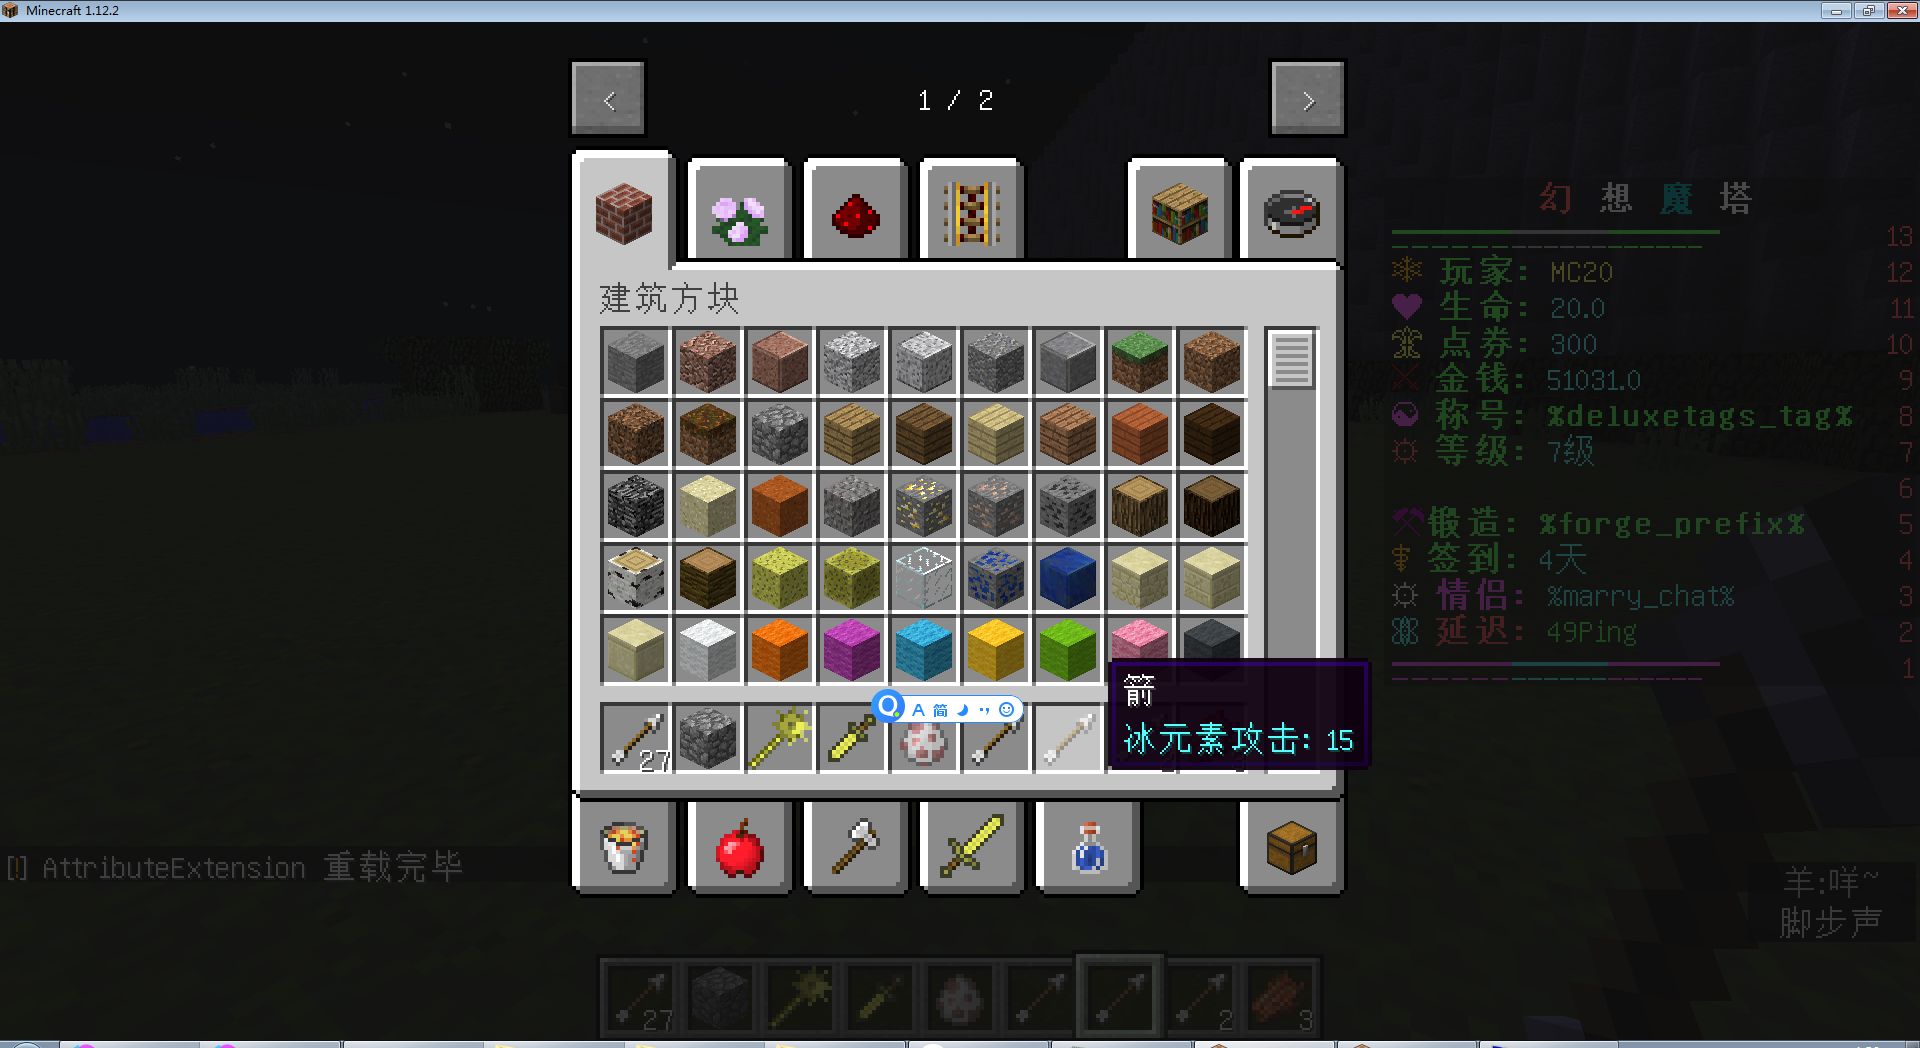 Minecraft 1.12.2
<
1 / 2
>
建筑方块
27
箭
冰元素攻击: 15
A 简
幻 想 魔 塔
13
玩家: MC20 12
生命: 20.0 11
点券: 300 10
金钱: 51031.0 9
称号: %deluxetags_tag% 8
等级: 7级 7
6
锻造: %forge_prefix% 5
签到: 4天 4
情侣: %marry_chat% 3
延迟: 49Ping 2
1
[!] AttributeExtension 重载完毕
羊:咩~
脚步声
27
2
3